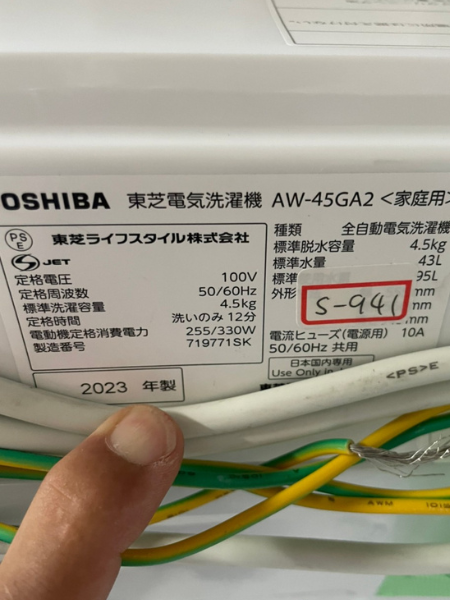 OSHIBA 東芝電気洗濯機 AW-45GA2 <家庭用>
PS
E
東芝ライフスタイル株式会社
JET
定格電圧 100V
定格周波数 50/60Hz
標準洗濯容量 4.5kg
定格時間 洗いのみ 12分
電動機定格消費電力 255/330W
製造番号 719771SK
2023 年製
種類 全自動電気洗濯機
標準脱水容量 4.5kg
標準水量 43L
95L
外形
mm
mm
S-941
電流ヒューズ(電源用) 10A
50/60Hz 共用
日本国内専用
Use Only in
<PS>E